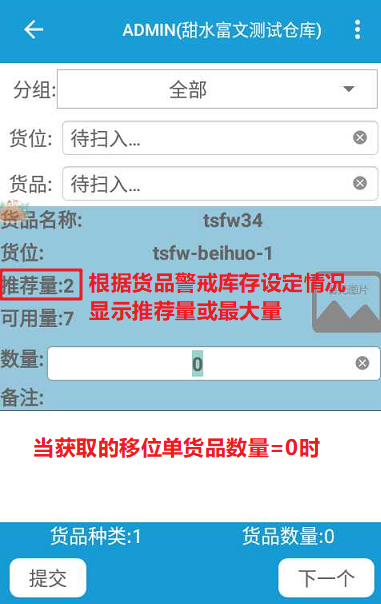 ADMIN(甜水富文测试仓库)
分组: 全部
货位: 待扫入...
货品: 待扫入...
货品名称: tsfw34
货位: tsfw-beihuo-1
推荐量:2 根据货品警戒库存设定情况
显示推荐量或最大量
可用量:7
数量: 0
备注:
当获取的移位单货品数量=0时
货品种类:1 货品数量:0
提交 下一个